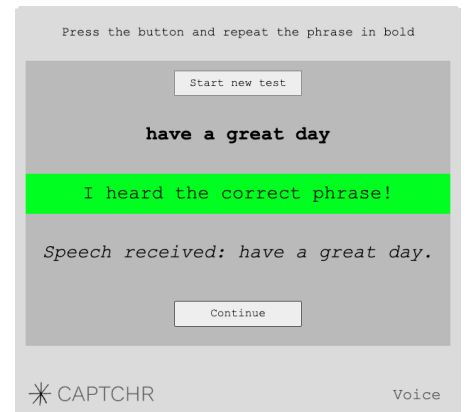 Press the button and repeat the phrase in bold
Start new test
have a great day
I heard the correct phrase!
Speech received: have a great day.
Continue
CAPTCHR
Voice